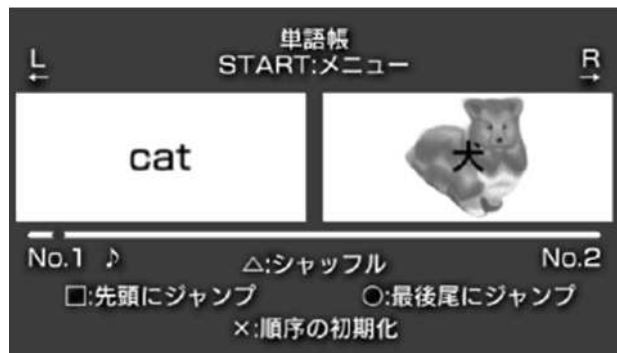 単語帳
START:メニュー
L
←
R
→
cat
犬
No.1 ♪
No.2
△:シャッフル
■:先頭にジャンプ
○:最後尾にジャンプ
×:順序の初期化